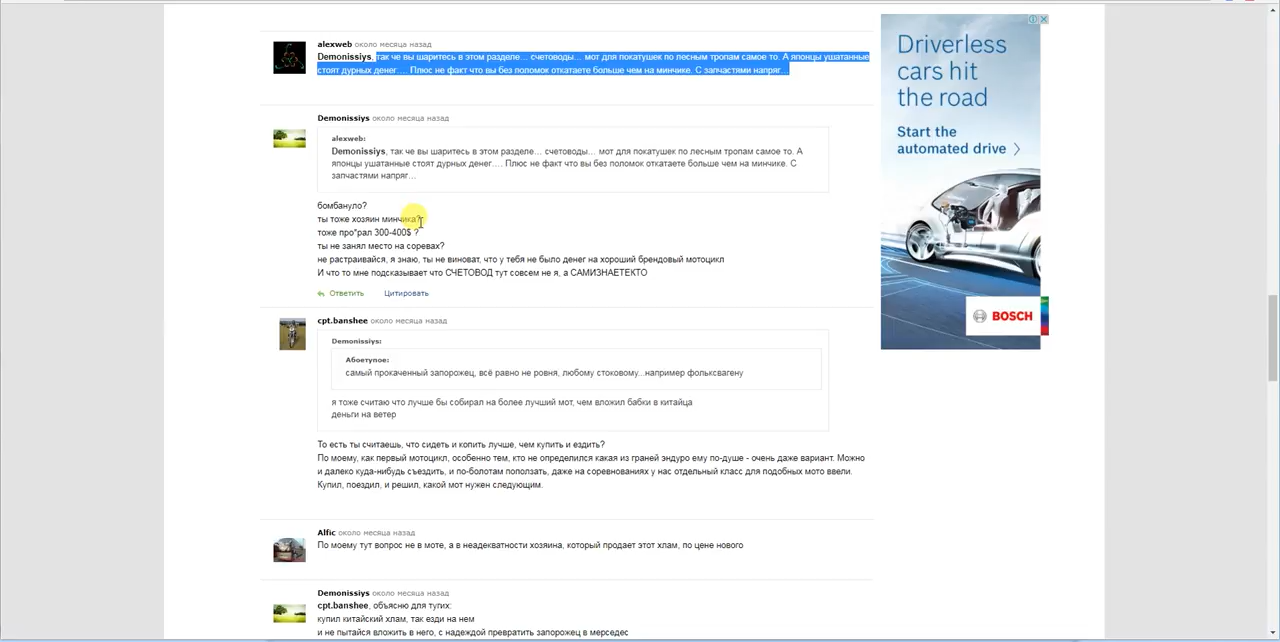 alexweb около месяца назад
Demonissiys, так че вы шаритесь в этом разделе... счетоводы... мот для покатушек по лесным тропам самое то. А японцы ушатанные
стоят дурных денег.... Плюс не факт что вы без поломок откатаете больше чем на минчике. С запчастями напряг...
Demonissiys около месяца назад
alexweb:
Demonissiys, так че вы шаритесь в этом разделе... счетоводы... мот для покатушек по лесным тропам самое то. А
японцы ушатанные стоят дурных денег.... Плюс не факт что вы без поломок откатаете больше чем на минчике. С
запчастями напряг...
бомбануло?
ты тоже хозяин минчика?
тоже про*рал 300-400$ ?
ты не занял место на соревах?
не растраивайся, я знаю, ты не виноват, что у тебя не было денег на хороший брендовый мотоцикл
И что то мне подсказывает что СЧЕТОВОД тут совсем не я, а САМИЗНАЕТЕКТО
Ответить Цитировать
cpt.banshee около месяца назад
Demonissiys:
Абоетупое:
самый прокаченный запорожец, всё равно не ровня, любому стоковому...например фольксвагену
я тоже считаю что лучше бы собирал на более лучший мот, чем вложил бабки в китайца
деньги на ветер
То есть ты считаешь, что сидеть и копить лучше, чем купить и ездить?
По моему, как первый мотоцикл, особенно тем, кто не определился какая из граней эндуро ему по-душе - очень даже вариант. Можно
и далеко куда-нибудь съездить, и по-болотам поползать, даже на соревнованиях у нас отдельный класс для подобных мото ввели.
Купил, поездил, и решил, какой мот нужен следующим.
Alfic около месяца назад
По моему тут вопрос не в моте, а в неадекватности хозяина, который продает этот хлам, по цене нового
Demonissiys около месяца назад
cpt.banshee, объясню для тугих:
купил китайский хлам, так езди на нем
и не пытайся вложить в него, с надеждой превратить запорожец в мерседес
Driverless
cars hit
the road
Start the
automated drive
BOSCH